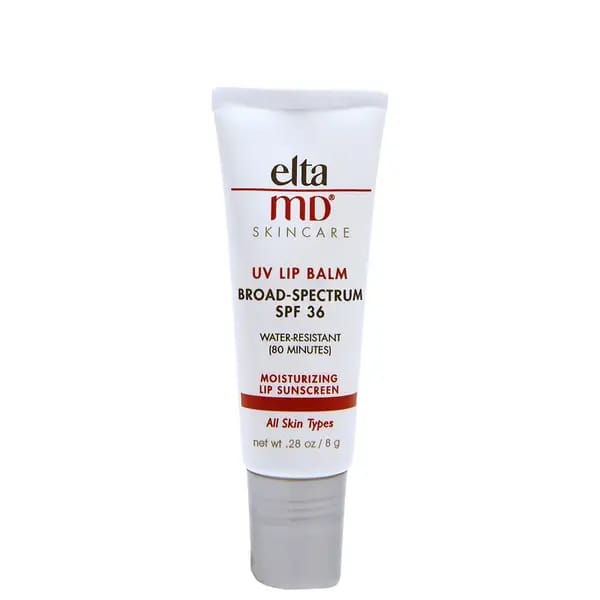 elta
MD®
SKINCARE
UV LIP BALM
BROAD-SPECTRUM
SPF 36
WATER-RESISTANT
(80 MINUTES)
MOISTURIZING
LIP SUNSCREEN
All Skin Types
net wt .28 oz / 8 g